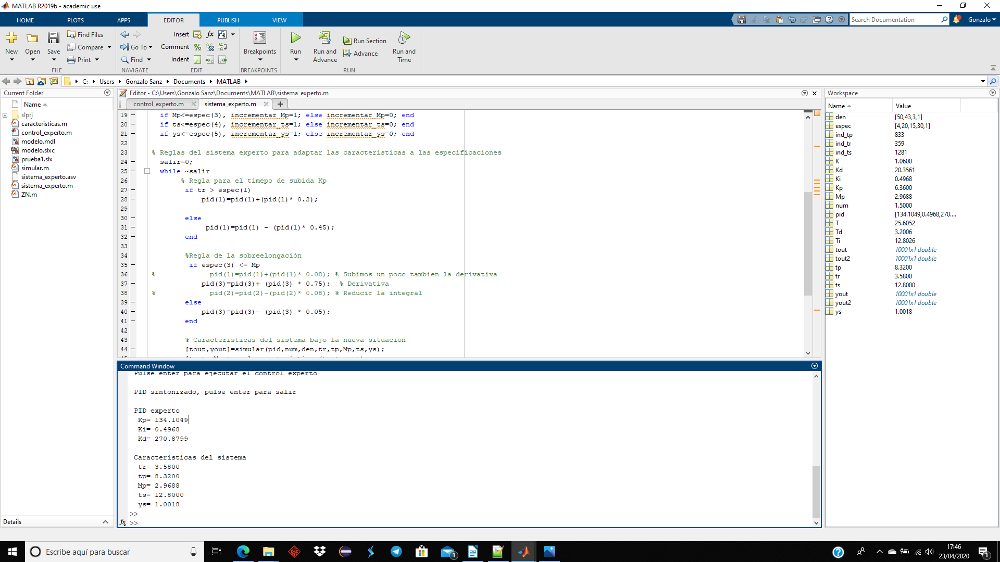 MATLAB R2019b - academic use
HOME PLOTS APPS EDITOR PUBLISH VIEW
Search Documentation
Gonzalo
New
Open
Save
Find Files
Compare
Print
FILE
Go To
Find
NAVIGATE
Insert
fx
Comment
Indent
EDIT
Breakpoints
BREAKPOINTS
Run
Run and
Advance
Run Section
Advance
Run and
Time
RUN
C: Users Gonzalo Sanz Documents MATLAB
Current Folder
Name
slprj
caracteristicas.m
control_experto.m
modelo.mdl
modelo.slxc
prueba1.slx
simular.m
sistema_experto.asv
sistema_experto.m
ZN.m
Details
Editor - C:\Users\Gonzalo Sanz\Documents\MATLAB\sistema_experto.m
control_experto.m
sistema_experto.m
19 if Mp<=espec(3), incrementar_Mp=1; else incrementar_Mp=0; end
20 if ts<=espec(4), incrementar_ts=1; else incrementar_ts=0; end
21 if ys<=espec(5), incrementar_ys=1; else incrementar_ys=0; end
22
23 % Reglas del sistema experto para adaptar las caracteristicas a las especificaciones
24 salir=0;
25 while ~salir
26 % Regla para el timepo de subida Kp
27 if tr > espec(1)
28 pid(1)=pid(1)+(pid(1)* 0.2);
29
30 else
31 pid(1)=pid(1) - (pid(1)* 0.45);
32 end
33
34 %Regla de la sobreelongación
35 if espec(3) <= Mp
36 % pid(1)=pid(1)+(pid(1)* 0.08); % Subimos un poco tambien la derivativa
37 pid(3)=pid(3)+ (pid(3) * 0.75); % Derivativa
38 % pid(2)=pid(2)-(pid(2)* 0.08); % Reducir la integral
39 else
40 pid(3)=pid(3)- (pid(3) * 0.05);
41 end
42
43 % Caracteristicas del sistema bajo la nueva situacion
44 [tout,yout]=simular(pid,num,den,tr,tp,Mp,ts,ys);
Command Window
Pulse enter para ejecutar el control experto
PID sintonizado, pulse enter para salir
PID experto
Kp= 134.1049
Ki= 0.4968
Kd= 270.8799
Caracteristicas del sistema
tr= 3.5800
tp= 8.3200
Mp= 2.9688
ts= 12.8000
ys= 1.0018
>>
fx >>
Workspace
Name Value
den [50,43,3,1]
espec [4,20,15,30,1]
ind_tp 833
ind_tr 359
ind_ts 1281
K 1.0600
Kd 20.3561
Ki 0.4968
Kp 6.3600
Mp 2.9688
num 1.5000
pid [134.1049,0.4968,270....
T 25.6052
Td 3.2006
Ti 12.8026
tout 10001x1 double
tout2 10001x1 double
tp 8.3200
tr 3.5800
ts 12.8000
yout 10001x1 double
yout2 10001x1 double
ys 1.0018
Escribe aquí para buscar
1
17:46
23/04/2020
1